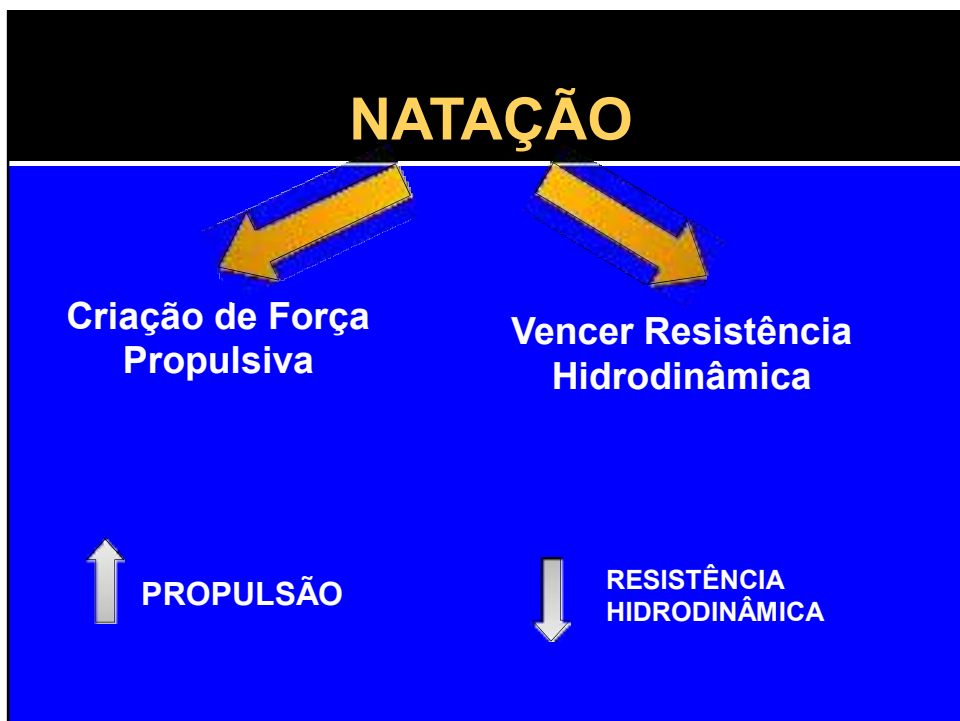 NATAÇÃO
Criação de Força
Propulsiva
Vencer Resistência
Hidrodinâmica
PROPULSÃO
RESISTÊNCIA
HIDRODINÂMICA